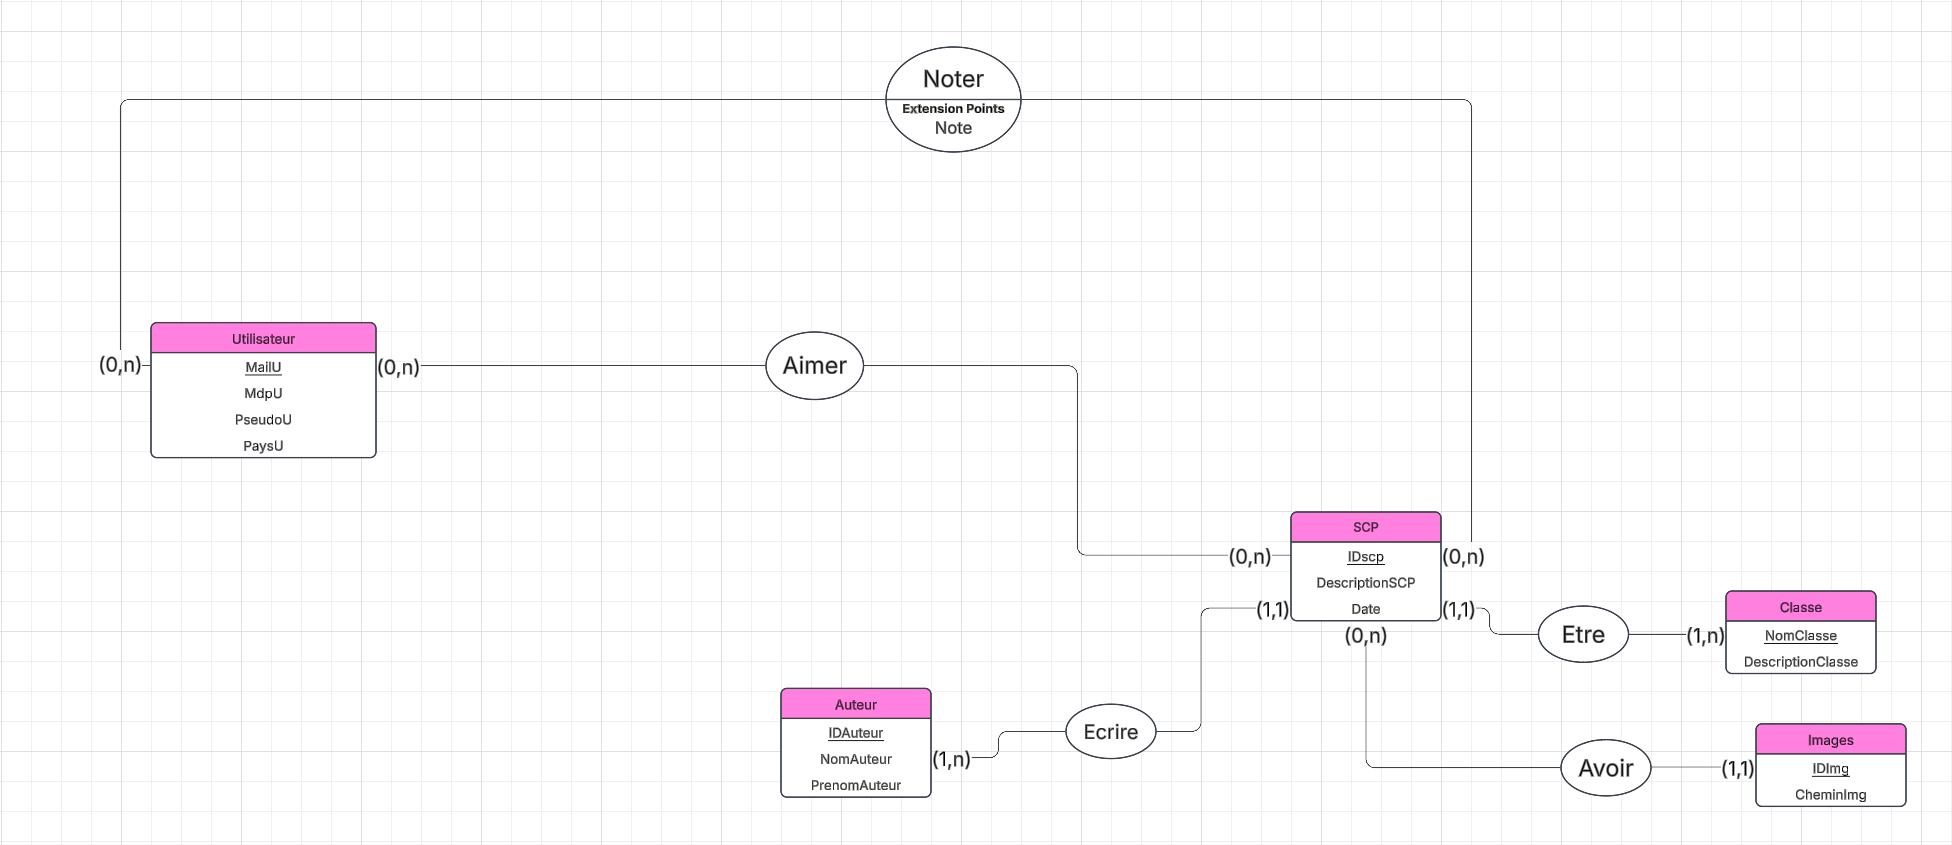 Noter
Extension Points
Note
Utilisateur
MailU
MdpU
PseudoU
PaysU
(0,n)
(0,n)
Aimer
SCP
IDscp
DescriptionSCP
Date
(0,n)
(0,n)
(1,1)
(1,1)
(0,n)
Etre
(1,n)
Classe
NomClasse
DescriptionClasse
Auteur
IDAuteur
NomAuteur
PrenomAuteur
(1,n)
Ecrire
Avoir
(1,1)
Images
IDImg
CheminImg